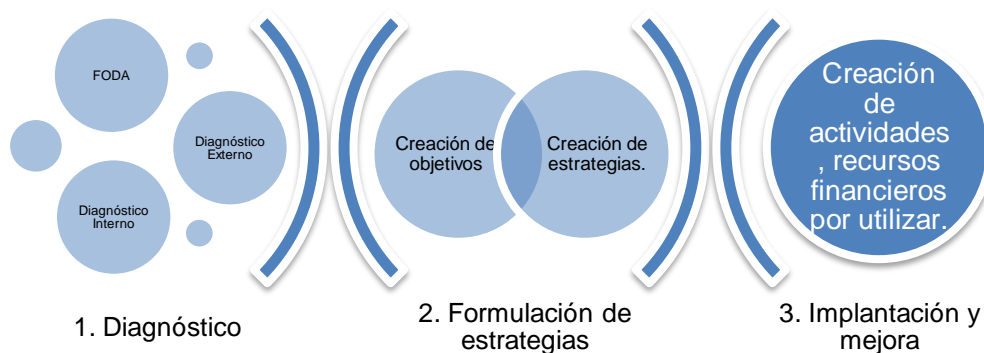 FODA
Diagnóstico
Externo
Diagnóstico
Interno
1. Diagnóstico
Creación de
objetivos
Creación de
estrategias.
2. Formulación de
estrategias
Creación
de
actividades
, recursos
financieros
por utilizar.
3. Implantación y
mejora